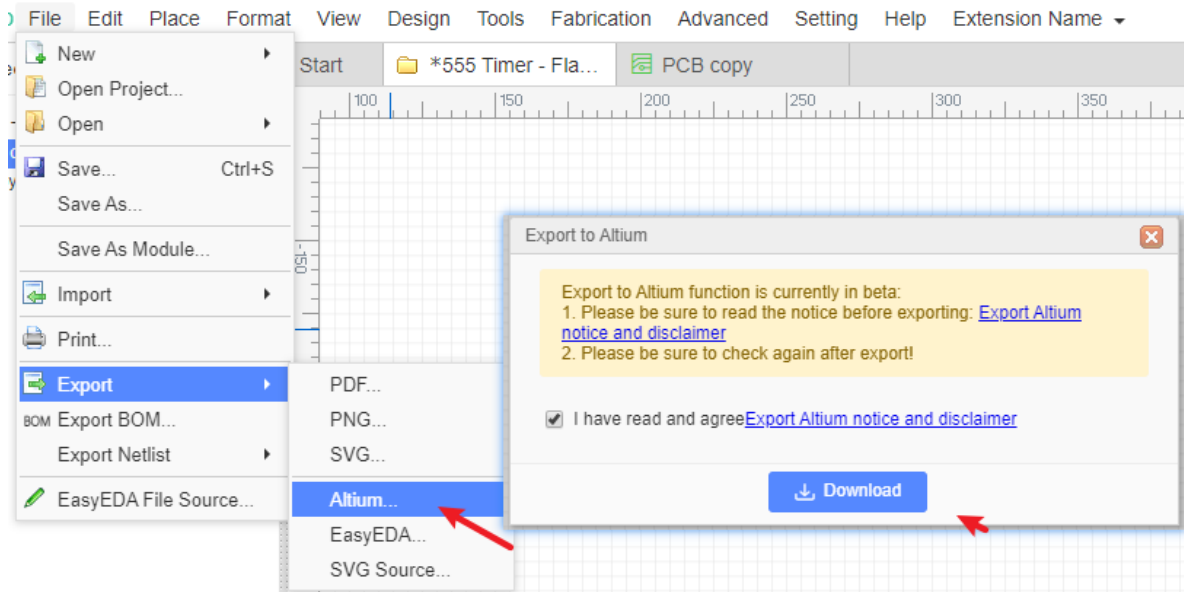 File Edit Place Format View Design Tools Fabrication Advanced Setting Help Extension Name
Start *555 Timer - Fla... PCB copy
100 150 200 250 300 350
-150
New
Open Project...
Open
Save... Ctrl+S
Save As...
Save As Module...
Import
Print...
Export
BOM Export BOM...
Export Netlist
EasyEDA File Source...
PDF...
PNG...
SVG...
Altium...
EasyEDA...
SVG Source...
Export to Altium
Export to Altium function is currently in beta:
1. Please be sure to read the notice before exporting: Export Altium
notice and disclaimer
2. Please be sure to check again after export!
I have read and agreeExport Altium notice and disclaimer
Download